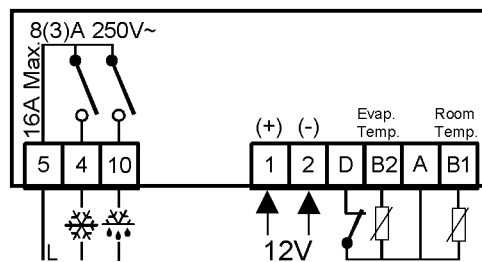 8(3)A 250V~
16A Max.
(+) (-)
Evap. Temp.
Room Temp.
5 4 10
1 2 D B2 A B1
L
12V